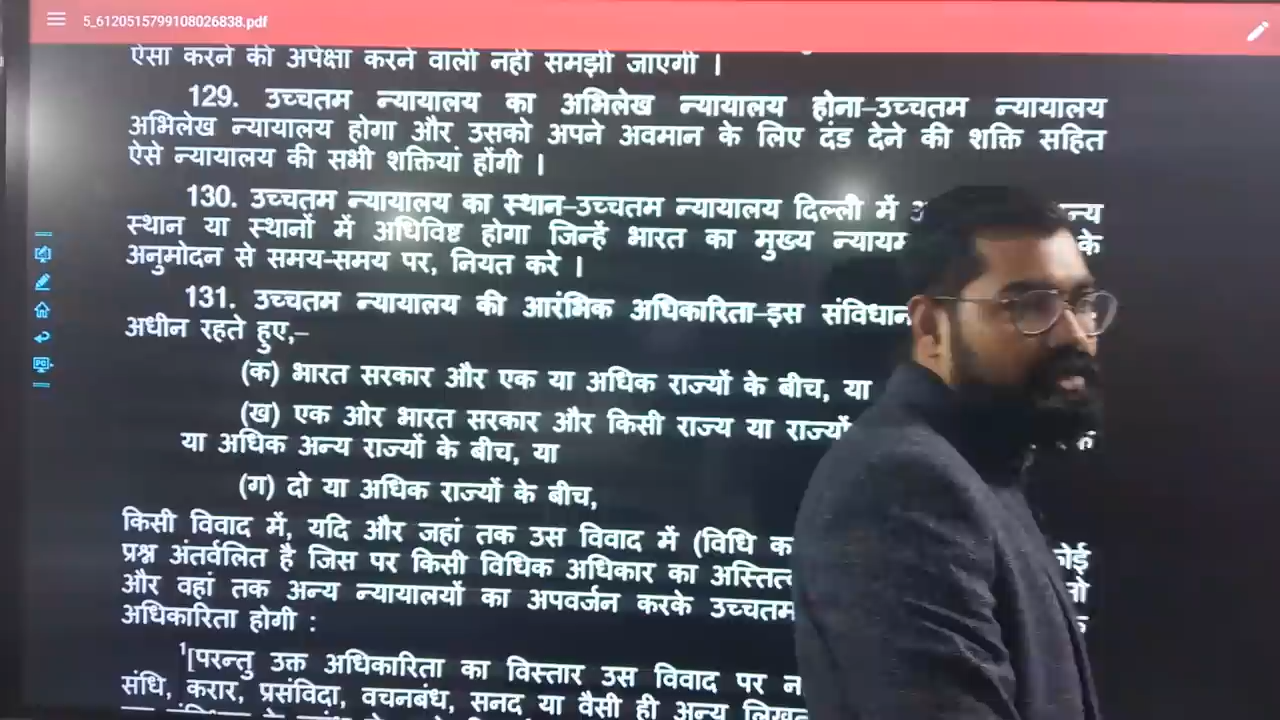 5_6120515799108026838.pdf
ऐसा करने की अपेक्षा करने वाली नहीं समझी जाएगी ।
129. उच्चतम न्यायालय का अभिलेख न्यायालय होना–उच्चतम न्यायालय
अभिलेख न्यायालय होगा और उसको अपने अवमान के लिए दंड देने की शक्ति सहित
ऐसे न्यायालय की सभी शक्तियां होंगी ।
130. उच्चतम न्यायालय का स्थान–उच्चतम न्यायालय दिल्ली में
स्थान या स्थानों में अधिविष्ट होगा जिन्हें भारत का मुख्य के
अनुमोदन से समय-समय पर, नियत करे ।
131. उच्चतम न्यायालय की आरंभिक अधिकारिता–इस संविधान
अधीन रहते हुए,–
(क) भारत सरकार और एक या अधिक राज्यों के बीच, या
(ख) एक ओर भारत सरकार और किसी राज्य या राज्यों
या अधिक अन्य राज्यों के बीच, या
(ग) दो या अधिक राज्यों के बीच,
किसी विवाद में, यदि और जहां तक उस विवाद में (विधि
प्रश्न अंतर्वलित है जिस पर किसी विधिक अधिकार का
और वहां तक अन्य न्यायालयों का अपवर्जन करके उच्चतम
अधिकारिता होगी :
1[परन्तु उक्त अधिकारिता का विस्तार उस विवाद पर
संधि, करार, प्रसंविदा, वचनबंध, सनद या वैसी ही अन्य